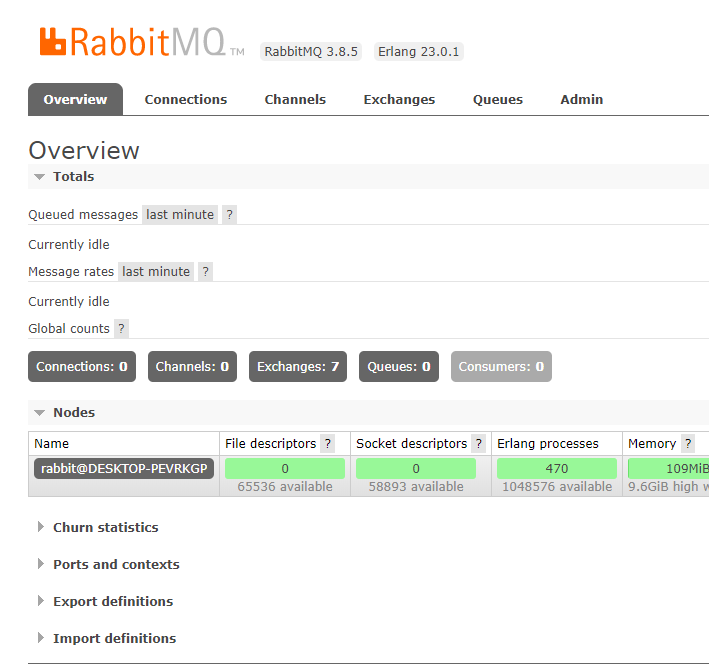 RabbitMQ TM RabbitMQ 3.8.5 Erlang 23.0.1
Overview Connections Channels Exchanges Queues Admin
Overview
Totals
Queued messages last minute ?
Currently idle
Message rates last minute ?
Currently idle
Global counts ?
Connections: 0 Channels: 0 Exchanges: 7 Queues: 0 Consumers: 0
Nodes
Name File descriptors ? Socket descriptors ? Erlang processes Memory ?
rabbit@DESKTOP-PEVRKGP 0 0 470 109MiB
65536 available 58893 available 1048576 available 9.6GiB high w
Churn statistics
Ports and contexts
Export definitions
Import definitions